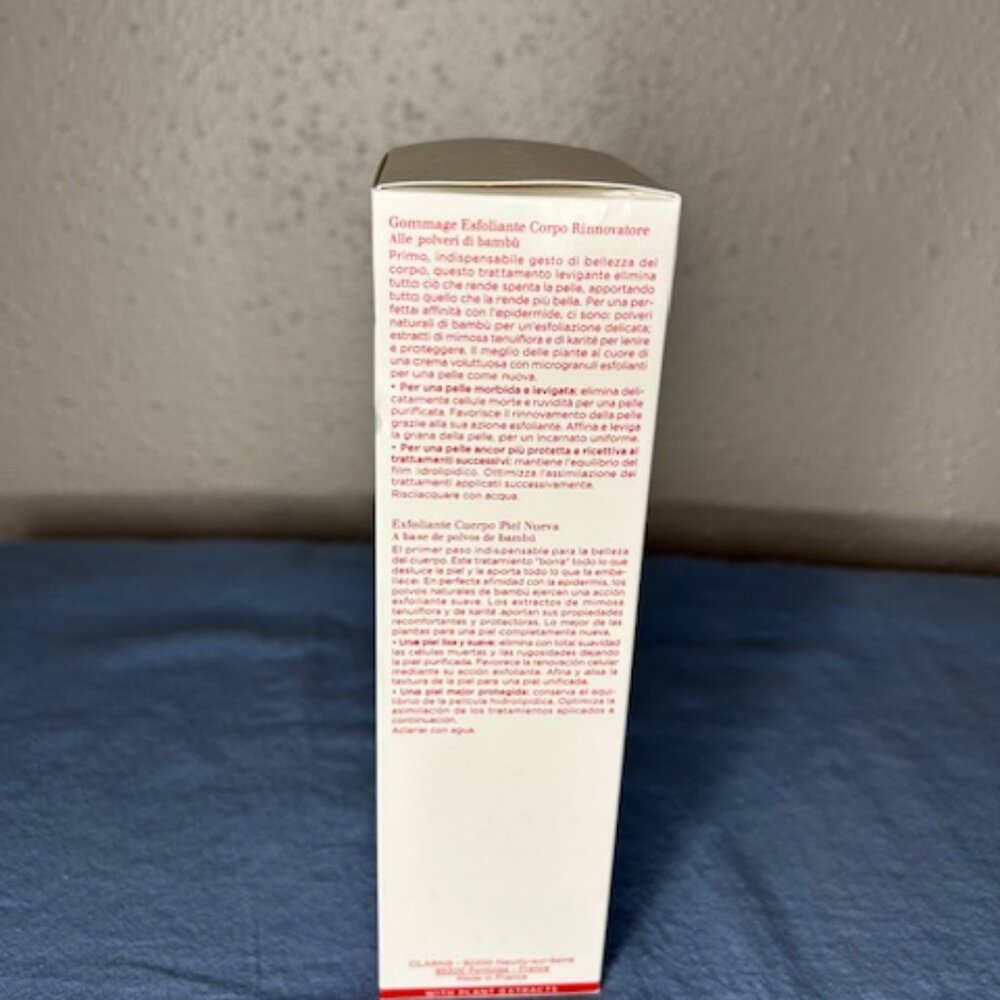 Gommage Esfoliante Corpo Rinnovatore
Alle polveri di bambù
Primo, indispensabile gesto di bellezza del
corpo, questo trattamento levigante elimina
tutto ciò che rende spenta la pelle, apportando
tutto quello che la rende più bella. Per una per-
fetta affinità con l'epidermide, ci sono: polveri
naturali di bambù per un'esfoliazione delicata;
estratti di mimosa tenuiflora e di karité per lenire
e proteggere. Il meglio delle piante al cuore di
una crema voluttuosa con microgranuli esfolianti
per una pelle come nuova.
• Per una pelle morbida e levigata: elimina deli-
catamente cellule morte e ruvidità per una pelle
purificata. Favorisce il rinnovamento della pelle
grazie alla sua azione esfoliante. Affina e leviga
la grana della pelle, per un incarnato uniforme.
• Per una pelle ancor più protetta e ricettiva ai
trattamenti successivi: mantiene l'equilibrio del
film idrolipidico. Ottimizza l'assimilazione dei
trattamenti applicati successivamente.
Risciacquare con acqua.
Exfoliante Cuerpo Piel Nueva
A base de polvos de bambú
El primer paso indispensable para la belleza
del cuerpo. Este tratamiento "borra" todo lo que
desluce la piel y le aporta todo lo que la embe-
llece. En perfecta afinidad con la epidermis, los
polvos naturales de bambú ejercen una acción
exfoliante suave. Los extractos de mimosa
tenuiflora y de karité aportan sus propiedades
reconfortantes y protectoras. Lo mejor de las
plantas para una piel completamente nueva.
• Una piel lisa y suave: elimina con total suavidad
las células muertas y las rugosidades dejando
la piel purificada. Favorece la renovación celular
mediante su acción exfoliante. Afina y alisa la
textura de la piel para una piel unificada.
• Una piel mejor protegida: conserva el equi-
librio de la película hidrolipídica. Optimiza la
asimilación de los tratamientos aplicados a
continuación.
Aclarar con agua.
CLARINS - 92200 Neuilly-sur-Seine
95300 Pontoise - France
Made in France
WITH PLANT EXTRACTS